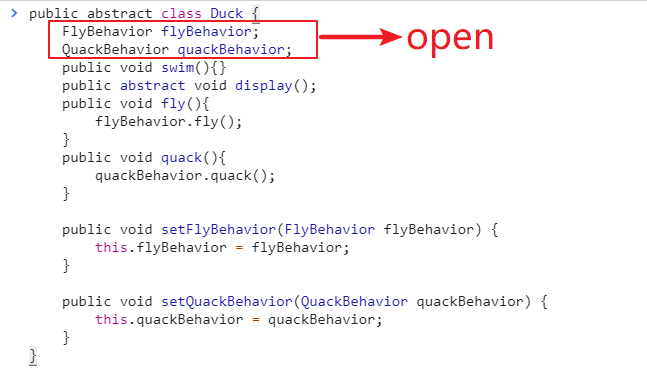 public abstract class Duck {
FlyBehavior flyBehavior;
open
QuackBehavior quackBehavior;
public void swim(){}
public abstract void display();
public void fly(){
flyBehavior.fly();
}
public void quack(){
quackBehavior.quack();
}
public void setFlyBehavior(FlyBehavior flyBehavior) {
this.flyBehavior = flyBehavior;
}
public void setQuackBehavior(QuackBehavior quackBehavior) {
this.quackBehavior = quackBehavior;
}
}